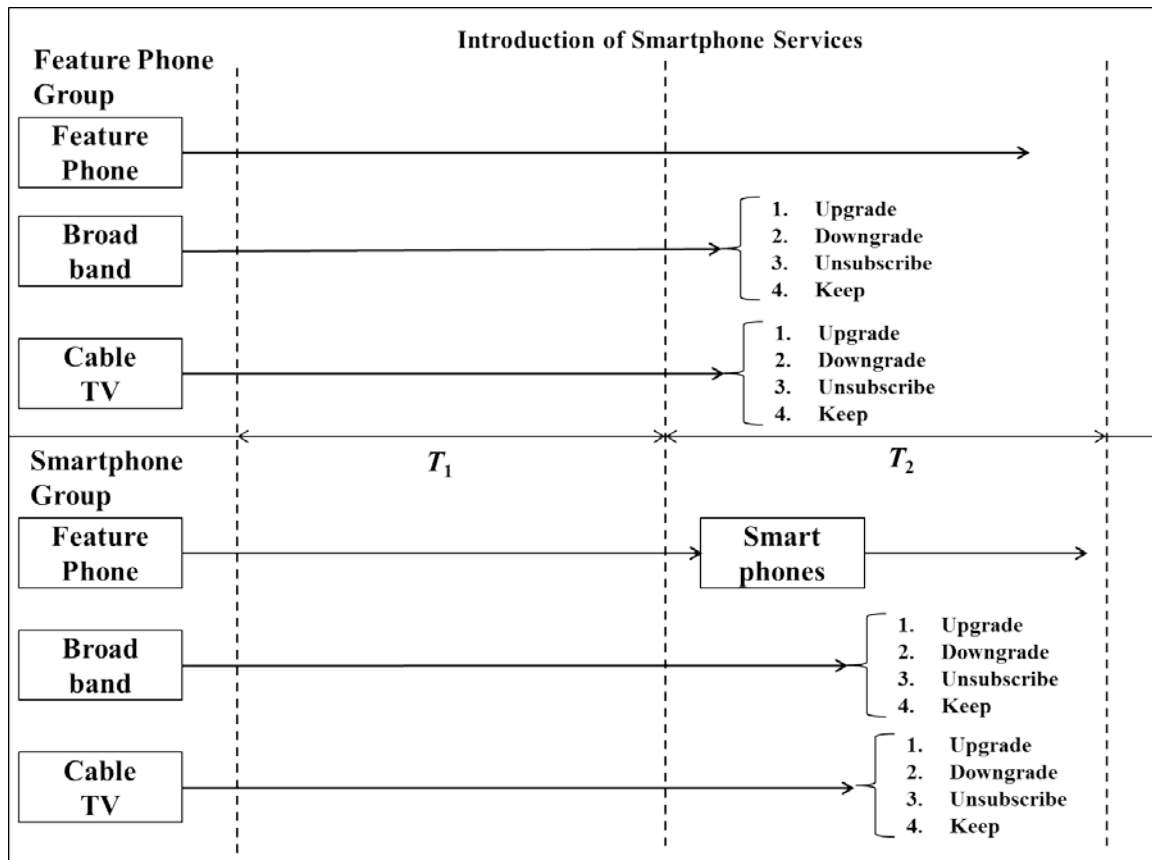 Introduction of Smartphone Services
Feature Phone
Group
Feature
Phone
Broad
band
1. Upgrade
2. Downgrade
3. Unsubscribe
4. Keep
Cable
TV
1. Upgrade
2. Downgrade
3. Unsubscribe
4. Keep
T1
T2
Smartphone
Group
Feature
Phone
Smart
phones
Broad
band
1. Upgrade
2. Downgrade
3. Unsubscribe
4. Keep
Cable
TV
1. Upgrade
2. Downgrade
3. Unsubscribe
4. Keep